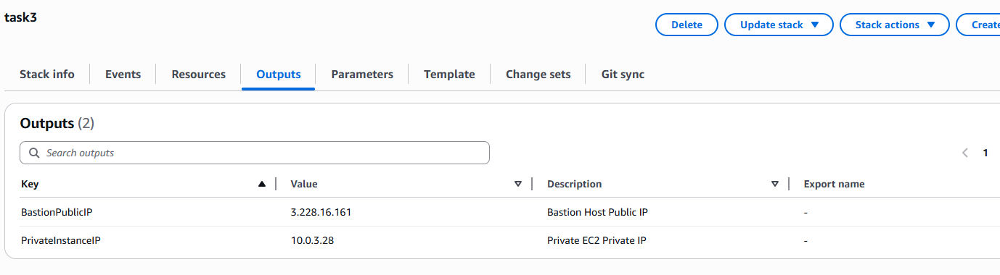 task3
Delete Update stack Stack actions Create
Stack info Events Resources Outputs Parameters Template Change sets Git sync
Outputs (2)
Search outputs
1
Key Value Description Export name
BastionPublicIP 3.228.16.161 Bastion Host Public IP -
PrivateInstanceIP 10.0.3.28 Private EC2 Private IP -